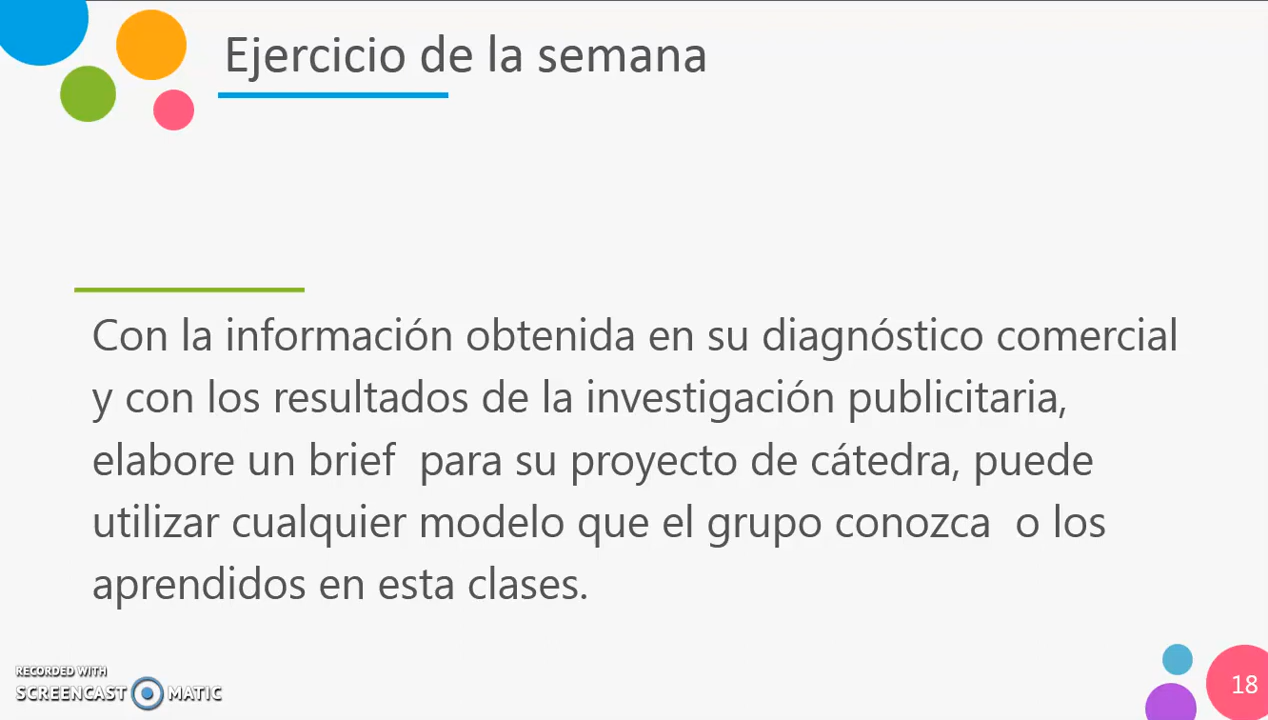 Ejercicio de la semana
Con la información obtenida en su diagnóstico comercial
y con los resultados de la investigación publicitaria,
elabore un brief  para su proyecto de cátedra, puede
utilizar cualquier modelo que el grupo conozca  o los
aprendidos en esta clases.
RECORDED WITH
SCREENCAST MATIC
18